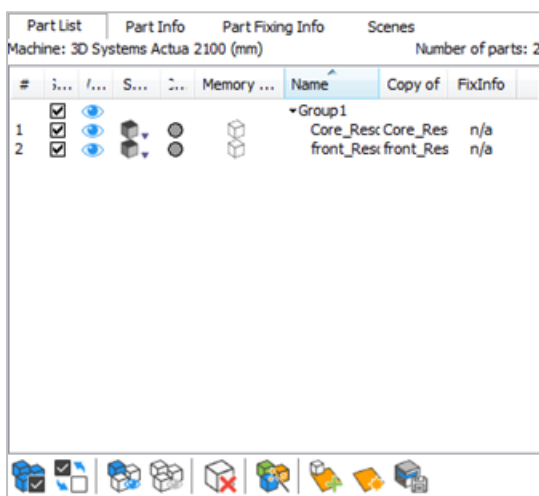 Part List Part Info Part Fixing Info Scenes
Machine: 3D Systems Actua 2100 (mm) Number of parts: 2
# S... Memory ... Name Copy of FixInfo
Group1
1 Core_Resc Core_Res n/a
2 front_Resc front_Res n/a